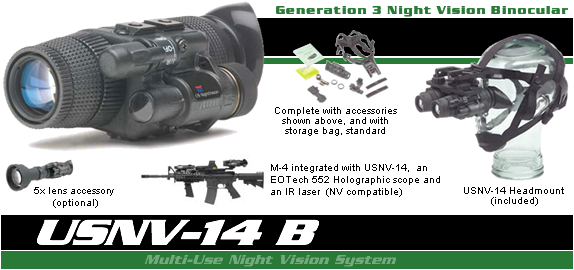 Generation 3 Night Vision Binocular
Complete with accessories
shown above, and with
storage bag, standard
5x lens accessory
(optional)
M-4 integrated with USNV-14, an
EOTech 552 Holographic scope and
an IR laser (NV compatible)
USNV-14 Headmount
(included)
USNV-14 B
Multi-Use Night Vision System